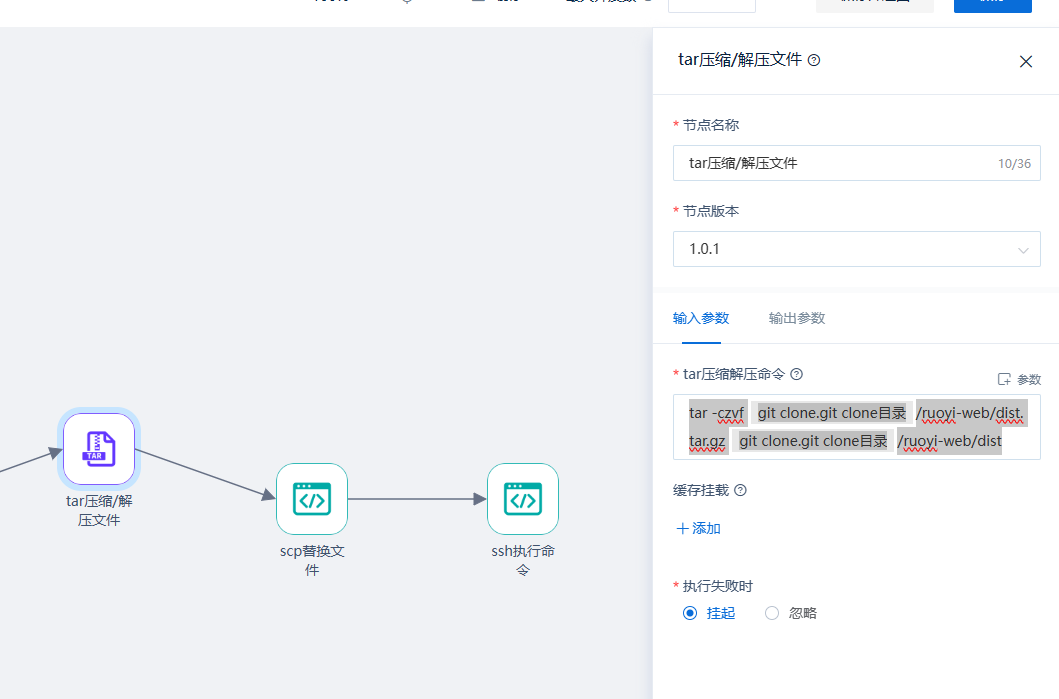 tar压缩/解压文件
* 节点名称
tar压缩/解压文件 10/36
* 节点版本
1.0.1
输入参数 输出参数
* tar压缩解压命令
参数
tar -czvf git clone.git clone目录 /ruoyi-web/dist.
tar.gz git clone.git clone目录 /ruoyi-web/dist
缓存挂载
添加
* 执行失败时
挂起 忽略
TAR
tar压缩/解
压文件
scp替换文
件
ssh执行命
令